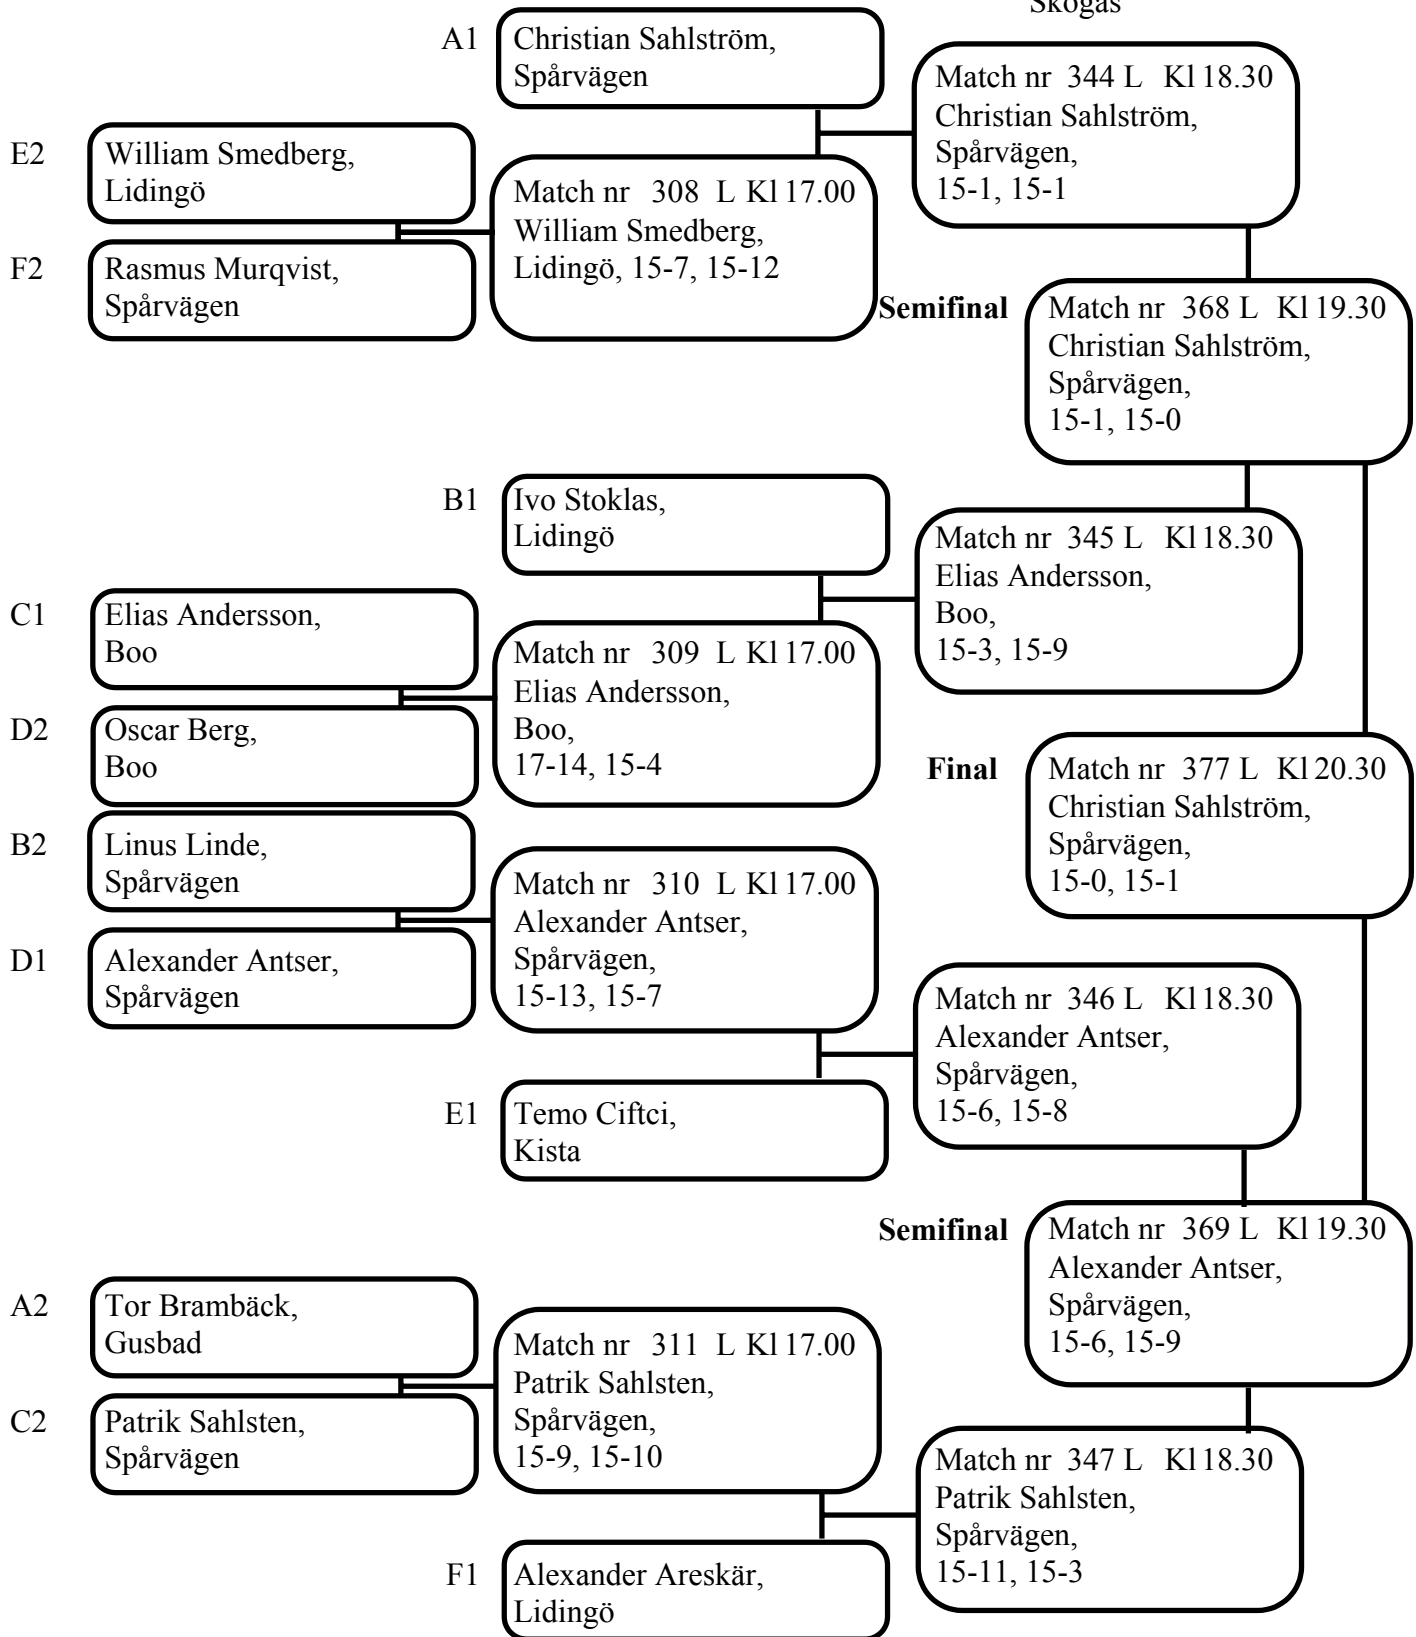 Skogås
A1
Christian Sahlström,
Spårvägen
Match nr 344 L Kl 18.30
Christian Sahlström,
Spårvägen,
15-1, 15-1
E2
William Smedberg,
Lidingö
Match nr 308 L Kl 17.00
William Smedberg,
Lidingö, 15-7, 15-12
F2
Rasmus Murqvist,
Spårvägen
Semifinal
Match nr 368 L Kl 19.30
Christian Sahlström,
Spårvägen,
15-1, 15-0
B1
Ivo Stoklas,
Lidingö
Match nr 345 L Kl 18.30
Elias Andersson,
Boo,
15-3, 15-9
C1
Elias Andersson,
Boo
Match nr 309 L Kl 17.00
Elias Andersson,
Boo,
17-14, 15-4
D2
Oscar Berg,
Boo
Final
Match nr 377 L Kl 20.30
Christian Sahlström,
Spårvägen,
15-0, 15-1
B2
Linus Linde,
Spårvägen
Match nr 310 L Kl 17.00
Alexander Antser,
Spårvägen,
15-13, 15-7
D1
Alexander Antser,
Spårvägen
Match nr 346 L Kl 18.30
Alexander Antser,
Spårvägen,
15-6, 15-8
E1
Temo Ciftci,
Kista
Semifinal
Match nr 369 L Kl 19.30
Alexander Antser,
Spårvägen,
15-6, 15-9
A2
Tor Brambäck,
Gusbad
Match nr 311 L Kl 17.00
Patrik Sahlsten,
Spårvägen,
15-9, 15-10
C2
Patrik Sahlsten,
Spårvägen
Match nr 347 L Kl 18.30
Patrik Sahlsten,
Spårvägen,
15-11, 15-3
F1
Alexander Areskär,
Lidingö